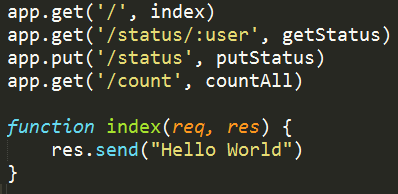 app.get('/', index)
app.get('/status/:user', getStatus)
app.put('/status', putStatus)
app.get('/count', countAll)

function index(req, res) {
    res.send("Hello World")
}